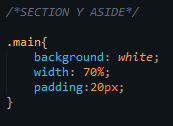 /*SECTION Y ASIDE*/
.main{
background: white;
width: 70%;
padding:20px;
}